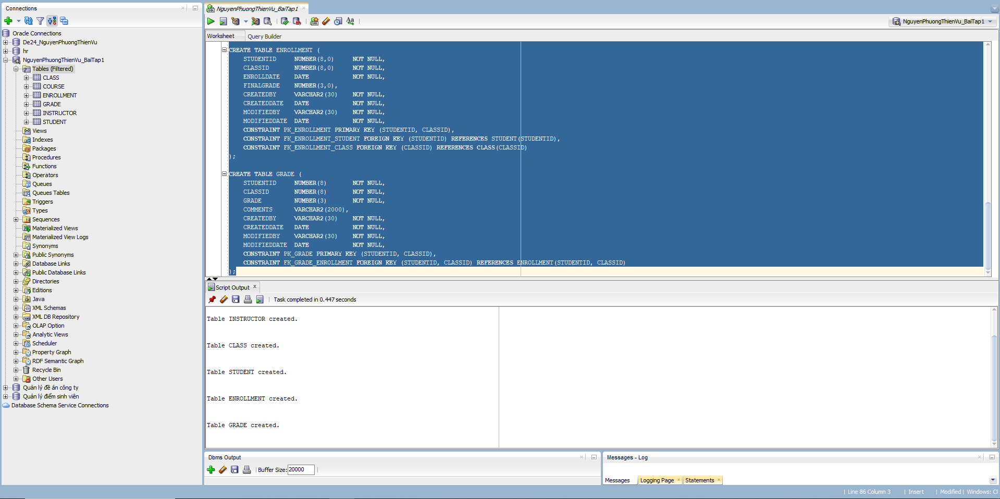 Connections
Oracle Connections
De24_NguyenPhuongThienVu
hr
NguyenPhuongThienVu_BaiTap1
Tables (Filtered)
CLASS
COURSE
ENROLLMENT
GRADE
INSTRUCTOR
STUDENT
Views
Indexes
Packages
Procedures
Functions
Operators
Queues
Queues Tables
Triggers
Types
Sequences
Materialized Views
Materialized View Logs
Synonyms
Public Synonyms
Database Links
Public Database Links
Directories
Editions
Java
XML Schemas
XML DB Repository
OLAP Option
Analytic Views
Scheduler
Property Graph
RDF Semantic Graph
Recycle Bin
Other Users
Quản lý đề án công ty
Quản lý điểm sinh viên
Database Schema Service Connections
NguyenPhuongThienVu_BaiTap1
NguyenPhuongThienVu_BaiTap1
Worksheet Query Builder
CREATE TABLE ENROLLMENT (
STUDENTID NUMBER(8,0) NOT NULL,
CLASSID NUMBER(8,0) NOT NULL,
ENROLLDATE DATE NOT NULL,
FINALGRADE NUMBER(3,0),
CREATEDBY VARCHAR2(30) NOT NULL,
CREATEDDATE DATE NOT NULL,
MODIFIEDBY VARCHAR2(30) NOT NULL,
MODIFIEDDATE DATE NOT NULL,
CONSTRAINT PK_ENROLLMENT PRIMARY KEY (STUDENTID, CLASSID),
CONSTRAINT FK_ENROLLMENT_STUDENT FOREIGN KEY (STUDENTID) REFERENCES STUDENT(STUDENTID),
CONSTRAINT FK_ENROLLMENT_CLASS FOREIGN KEY (CLASSID) REFERENCES CLASS(CLASSID)
);
CREATE TABLE GRADE (
STUDENTID NUMBER(8) NOT NULL,
CLASSID NUMBER(8) NOT NULL,
GRADE NUMBER(3) NOT NULL,
COMMENTS VARCHAR2(2000),
CREATEDBY VARCHAR2(30) NOT NULL,
CREATEDDATE DATE NOT NULL,
MODIFIEDBY VARCHAR2(30) NOT NULL,
MODIFIEDDATE DATE NOT NULL,
CONSTRAINT PK_GRADE PRIMARY KEY (STUDENTID, CLASSID),
CONSTRAINT FK_GRADE_ENROLLMENT FOREIGN KEY (STUDENTID, CLASSID) REFERENCES ENROLLMENT(STUDENTID, CLASSID)
);
Script Output
Task completed in 0.447 seconds
Table INSTRUCTOR created.
Table CLASS created.
Table STUDENT created.
Table ENROLLMENT created.
Table GRADE created.
Dbms Output
Buffer Size: 20000
Messages - Log
Messages Logging Page Statements
Line 86 Column 3 | Insert | Modified | Windows: CF